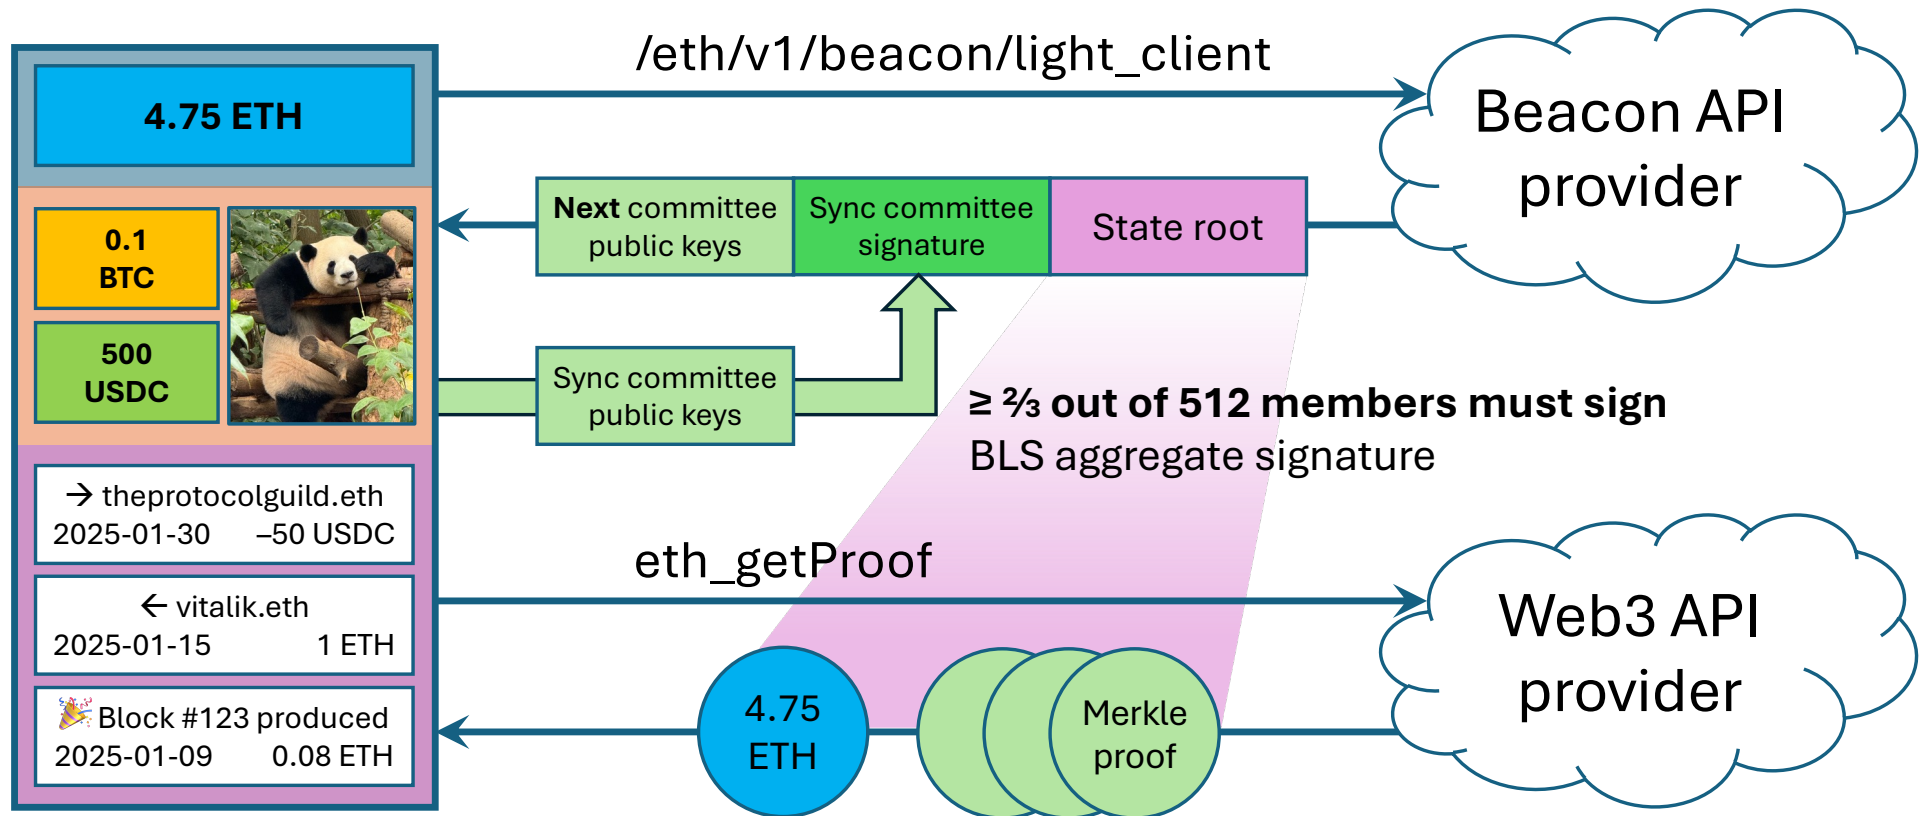 4.75 ETH
0.1
BTC
500
USDC
→ theprotocolguild.eth
2025-01-30 –50 USDC
← vitalik.eth
2025-01-15 1 ETH
🎉 Block #123 produced
2025-01-09 0.08 ETH
/eth/v1/beacon/light_client
Beacon API
provider
Next committee
public keys
Sync committee
signature
State root
Sync committee
public keys
≥ ⅔ out of 512 members must sign
BLS aggregate signature
eth_getProof
Web3 API
provider
4.75
ETH
Merkle
proof